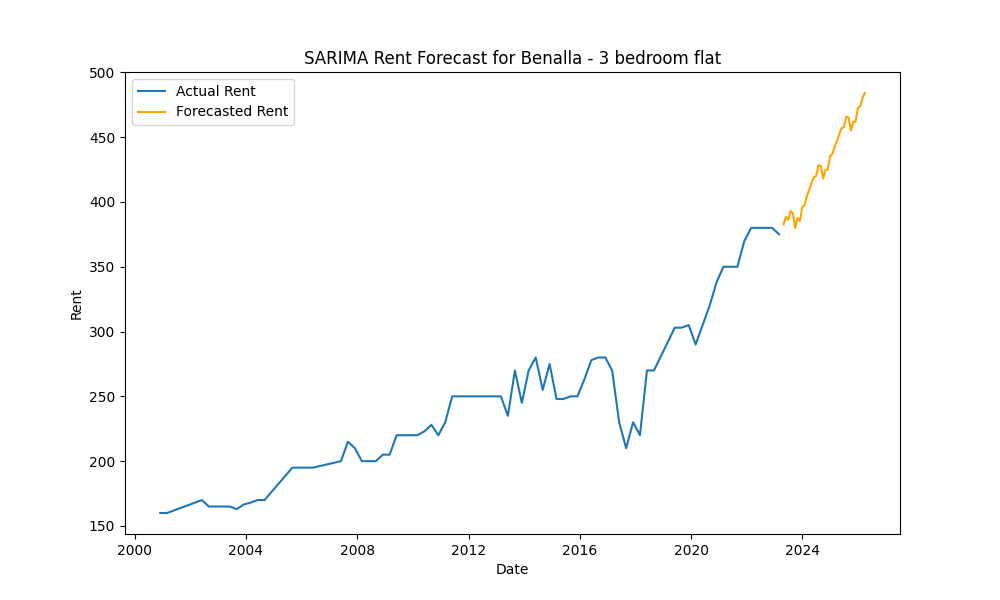 SARIMA Rent Forecast for Benalla - 3 bedroom flat
Actual Rent
Forecasted Rent
500
450
400
350
300
250
200
150
Rent
2000 2004 2008 2012 2016 2020 2024
Date